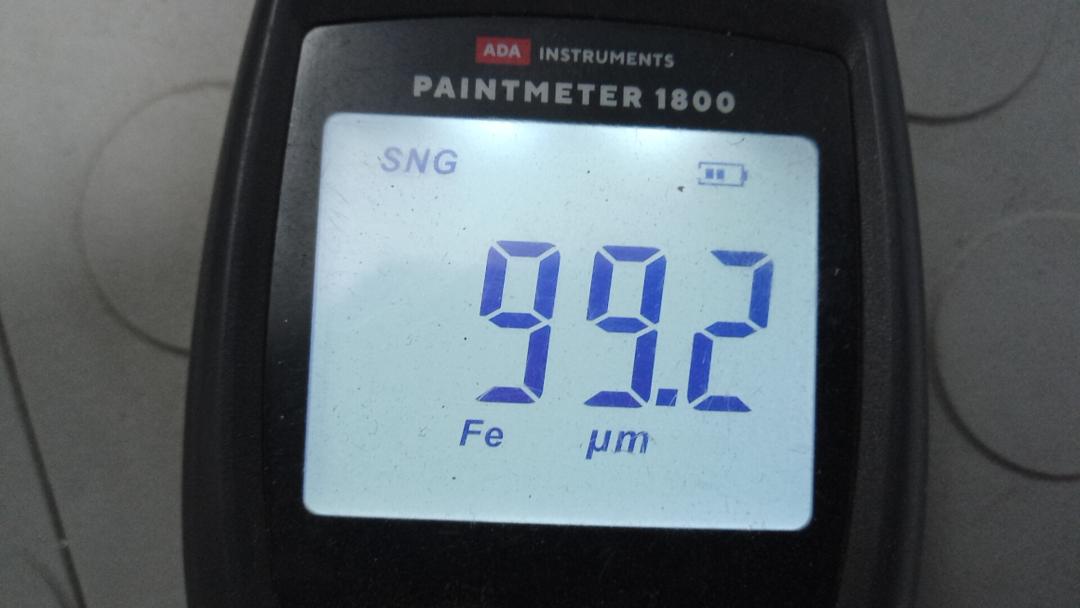 ADA INSTRUMENTS
PAINTMETER 1800
SNG
99.2
Fe µm